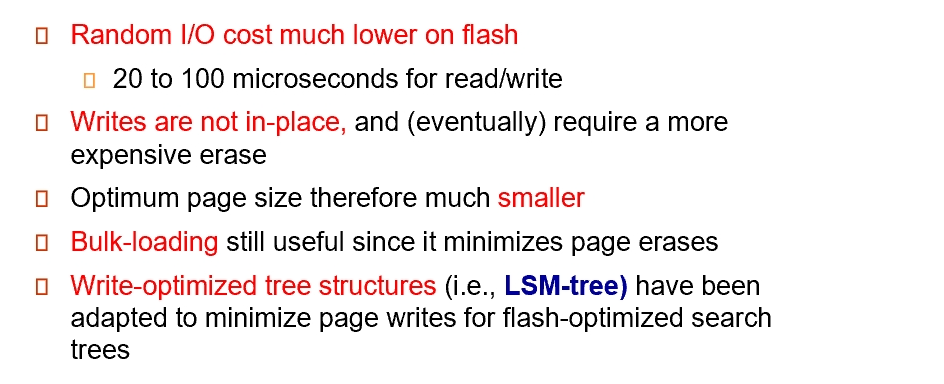 Random I/O cost much lower on flash
20 to 100 microseconds for read/write
Writes are not in-place, and (eventually) require a more
expensive erase
Optimum page size therefore much smaller
Bulk-loading still useful since it minimizes page erases
Write-optimized tree structures (i.e., LSM-tree) have been
adapted to minimize page writes for flash-optimized search
trees